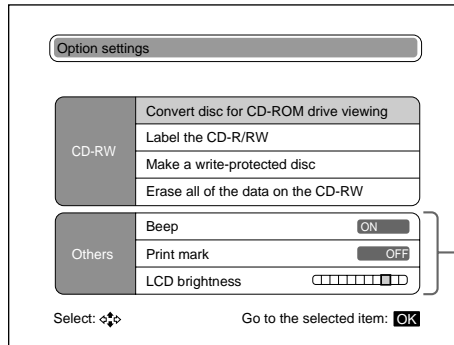 Option settings
CD-RW
Convert disc for CD-ROM drive viewing
Label the CD-R/RW
Make a write-protected disc
Erase all of the data on the CD-RW
Others
Beep ON
Print mark OFF
LCD brightness
Select: Go to the selected item: OK